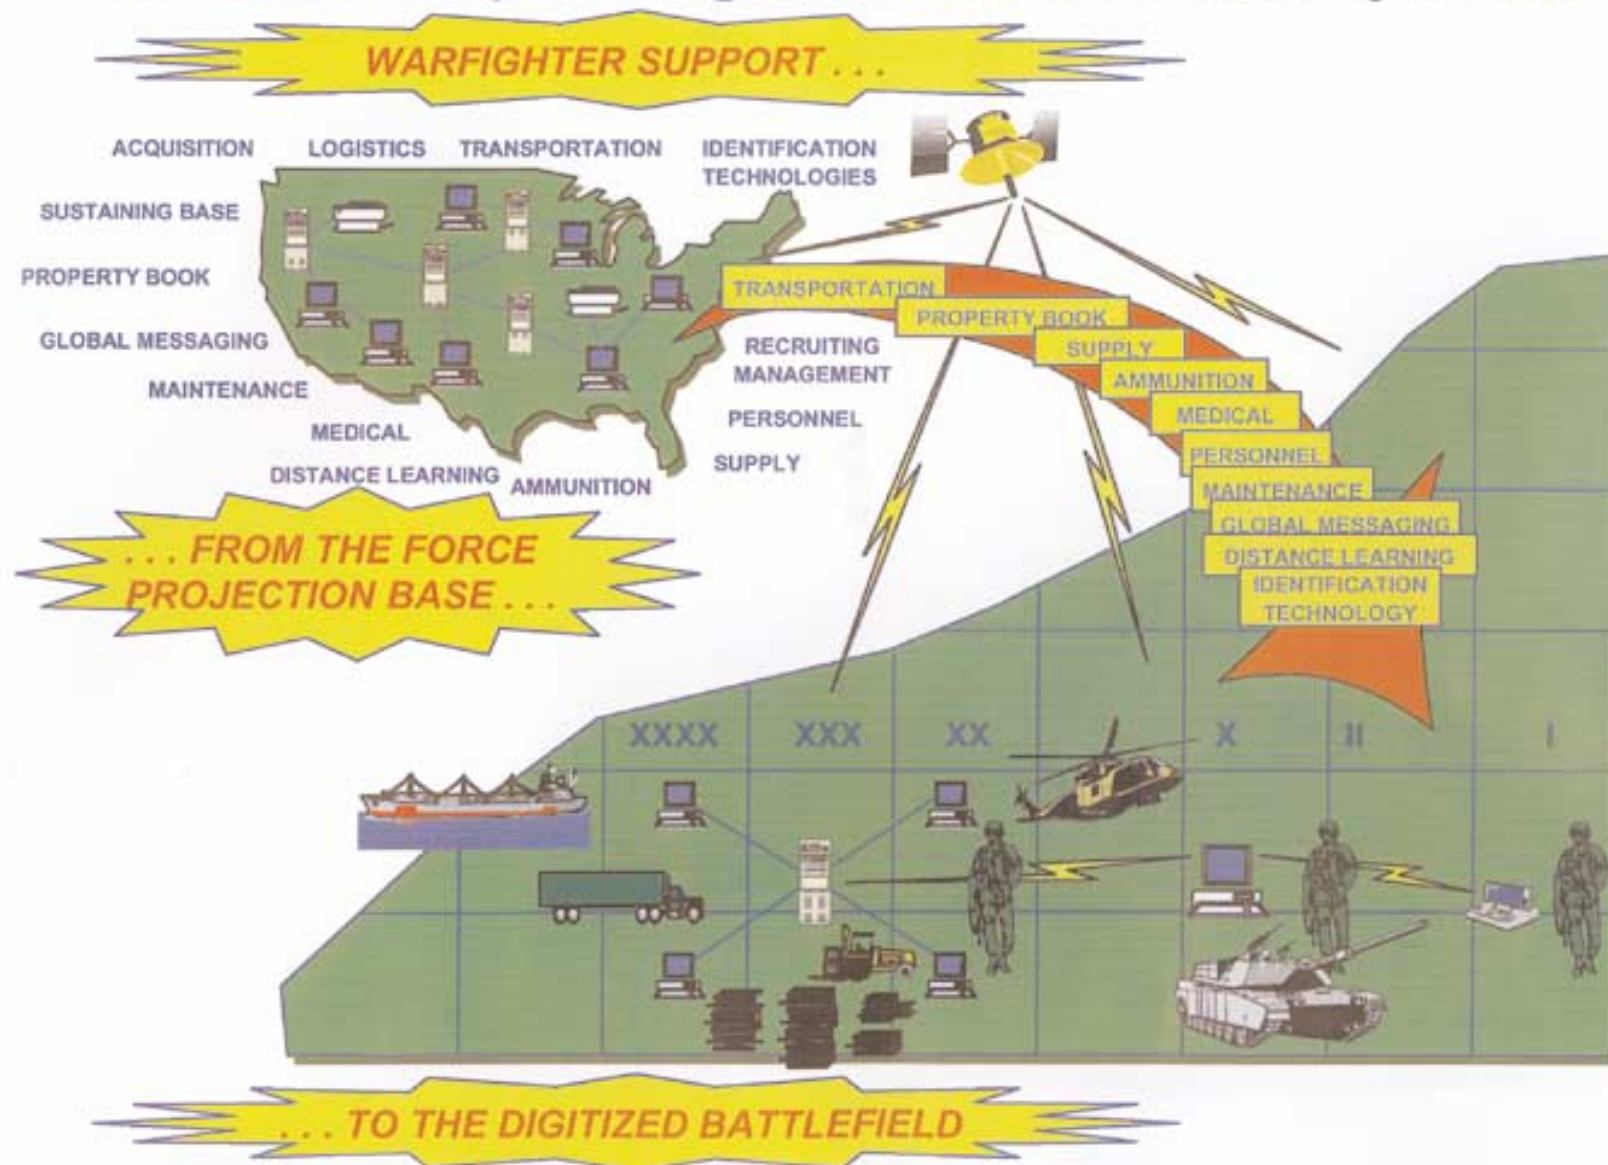 WARFIGHTER SUPPORT . . .
ACQUISITION
LOGISTICS
TRANSPORTATION
IDENTIFICATION
TECHNOLOGIES
SUSTAINING BASE
PROPERTY BOOK
GLOBAL MESSAGING
MAINTENANCE
MEDICAL
DISTANCE LEARNING
AMMUNITION
RECRUITING
MANAGEMENT
PERSONNEL
SUPPLY
TRANSPORTATION
PROPERTY BOOK
SUPPLY
AMMUNITION
MEDICAL
PERSONNEL
MAINTENANCE
GLOBAL MESSAGING
DISTANCE LEARNING
IDENTIFICATION
TECHNOLOGY
. . . FROM THE FORCE
PROJECTION BASE . . .
XXXX XXX XX X II I
. . . TO THE DIGITIZED BATTLEFIELD